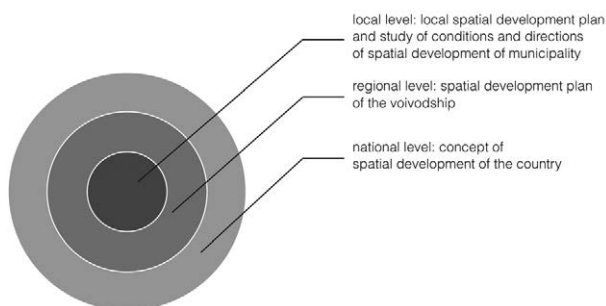 local level: local spatial development plan
and study of conditions and directions
of spatial development of municipality
regional level: spatial development plan
of the voivodship
national level: concept of
spatial development of the country